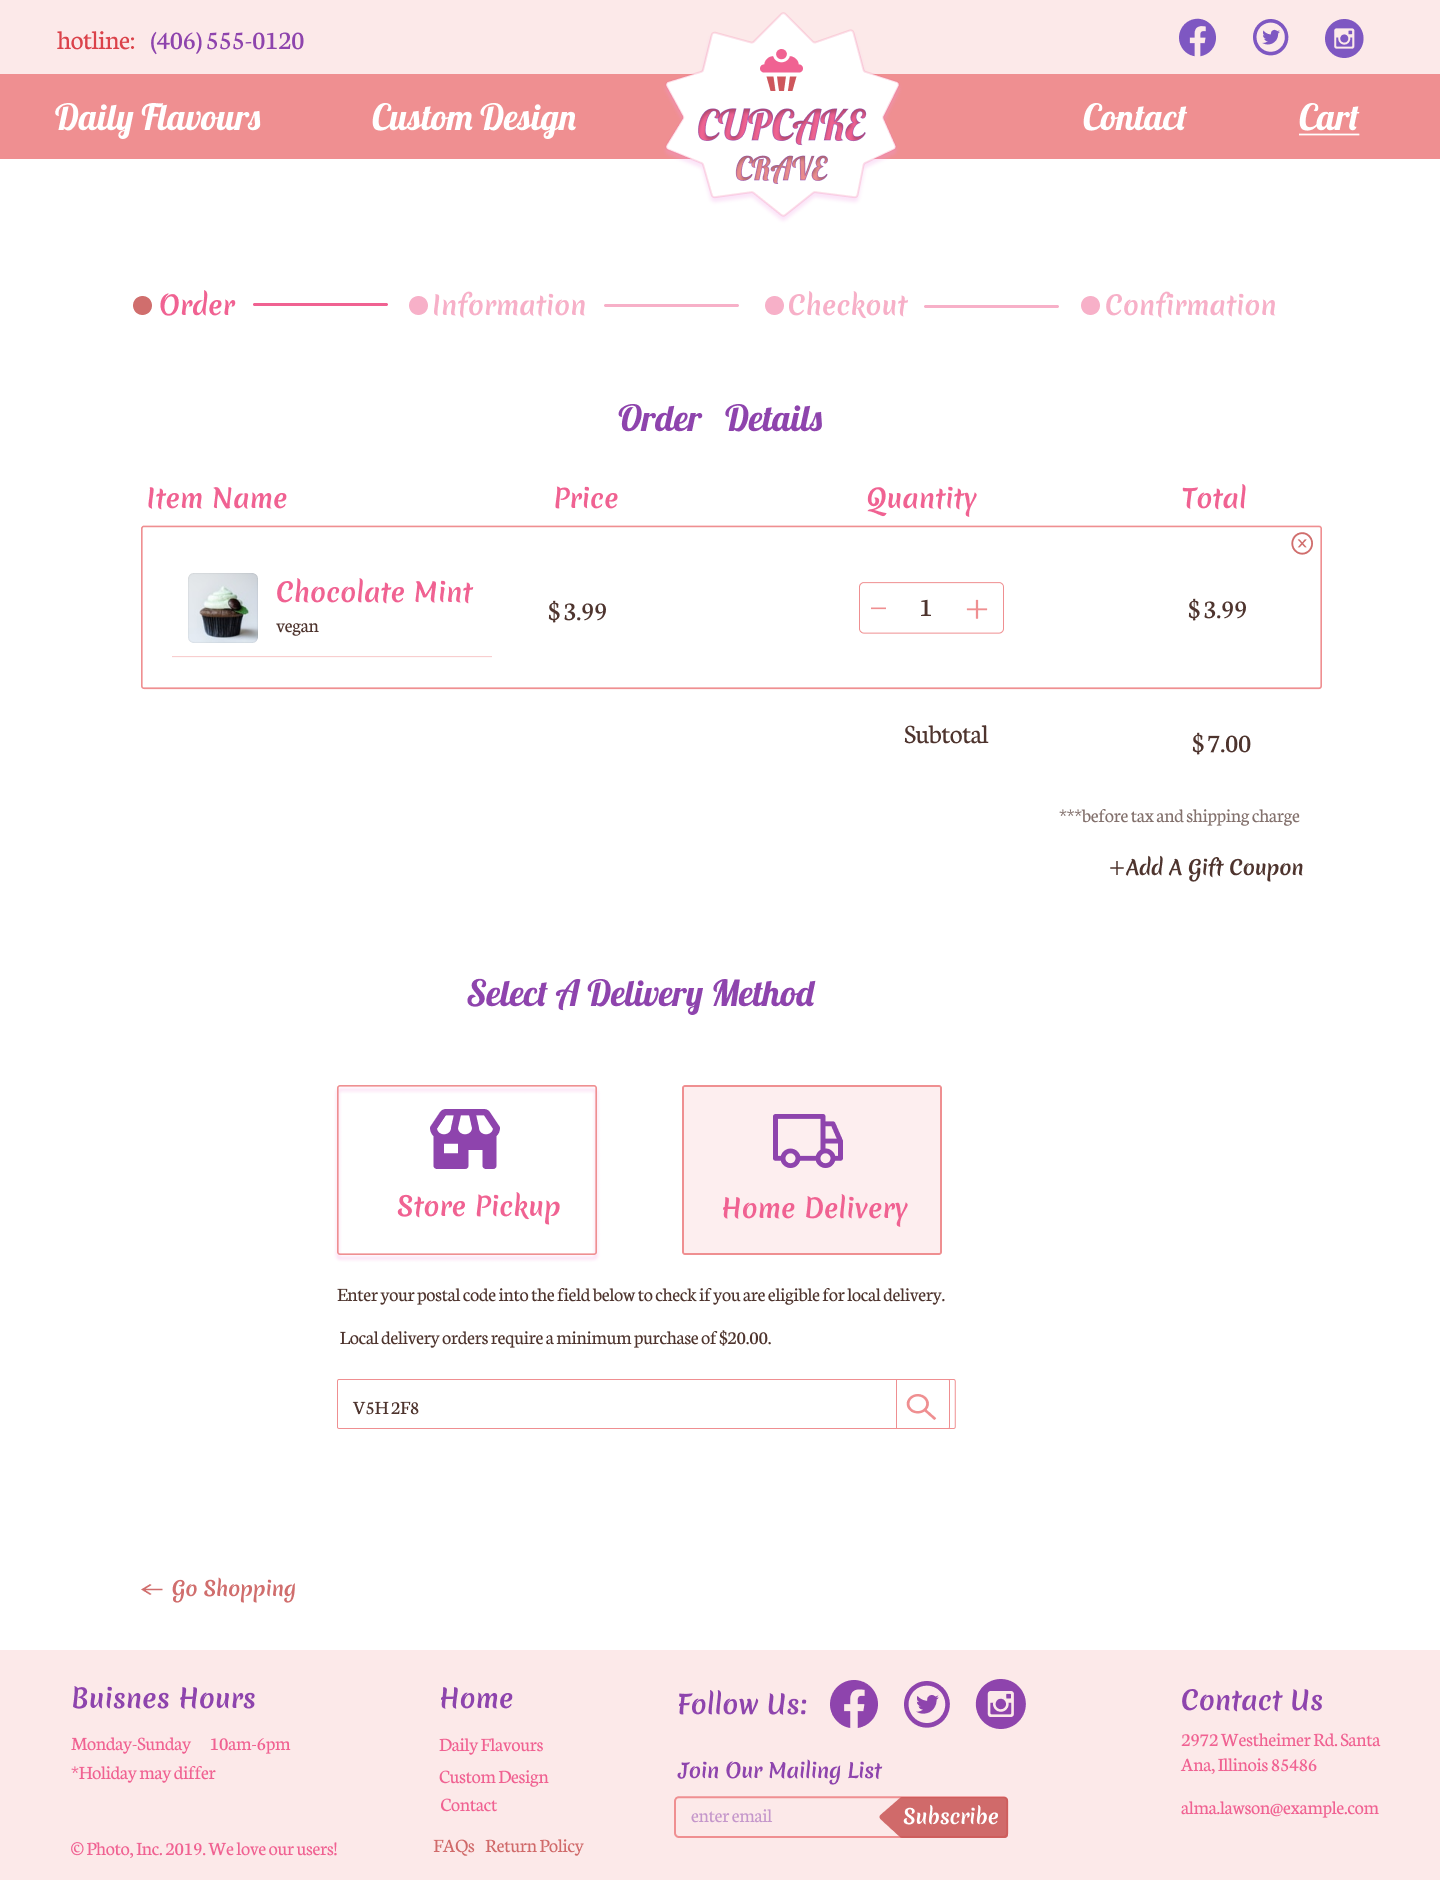 hotline: (406) 555-0120
Daily Flavours Custom Design CUPCAKE CRAVE Contact Cart
Order Information Checkout Confirmation
Order Details
Item Name Price Quantity Total
Chocolate Mint
vegan
$ 3.99 − 1 + $ 3.99
Subtotal $ 7.00
***before tax and shipping charge
+Add A Gift Coupon
Select A Delivery Method
Store Pickup Home Delivery
Enter your postal code into the field below to check if you are eligible for local delivery.
Local delivery orders require a minimum purchase of $20.00.
V5H 2F8
← Go Shopping
Buisnes Hours
Monday-Sunday 10am-6pm
*Holiday may differ
© Photo, Inc. 2019. We love our users!
Home
Daily Flavours
Custom Design
Contact
FAQs Return Policy
Follow Us:
Join Our Mailing List
enter email Subscribe
Contact Us
2972 Westheimer Rd. Santa
Ana, Illinois 85486
alma.lawson@example.com